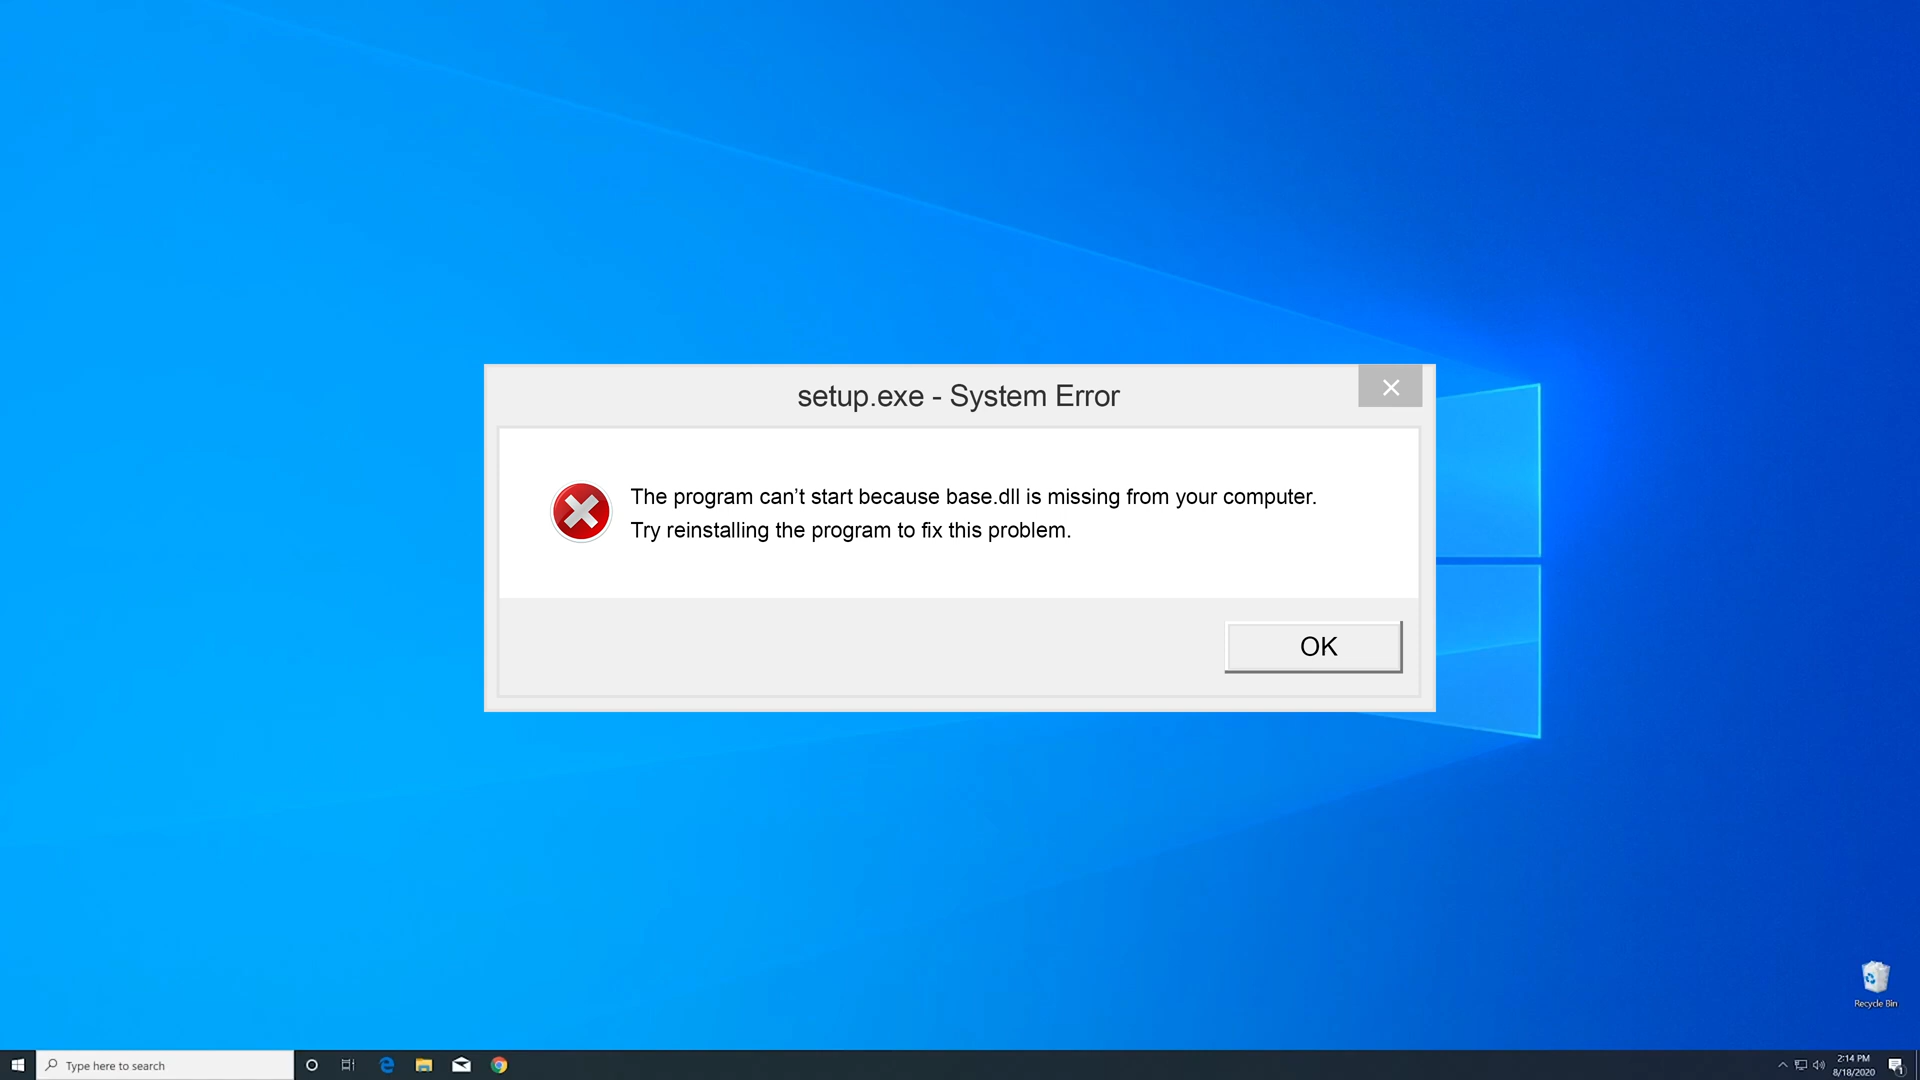 setup.exe - System Error
The program can’t start because base.dll is missing from your computer.
Try reinstalling the program to fix this problem.
OK
Recycle Bin
Type here to search
2:14 PM
8/18/2020
1